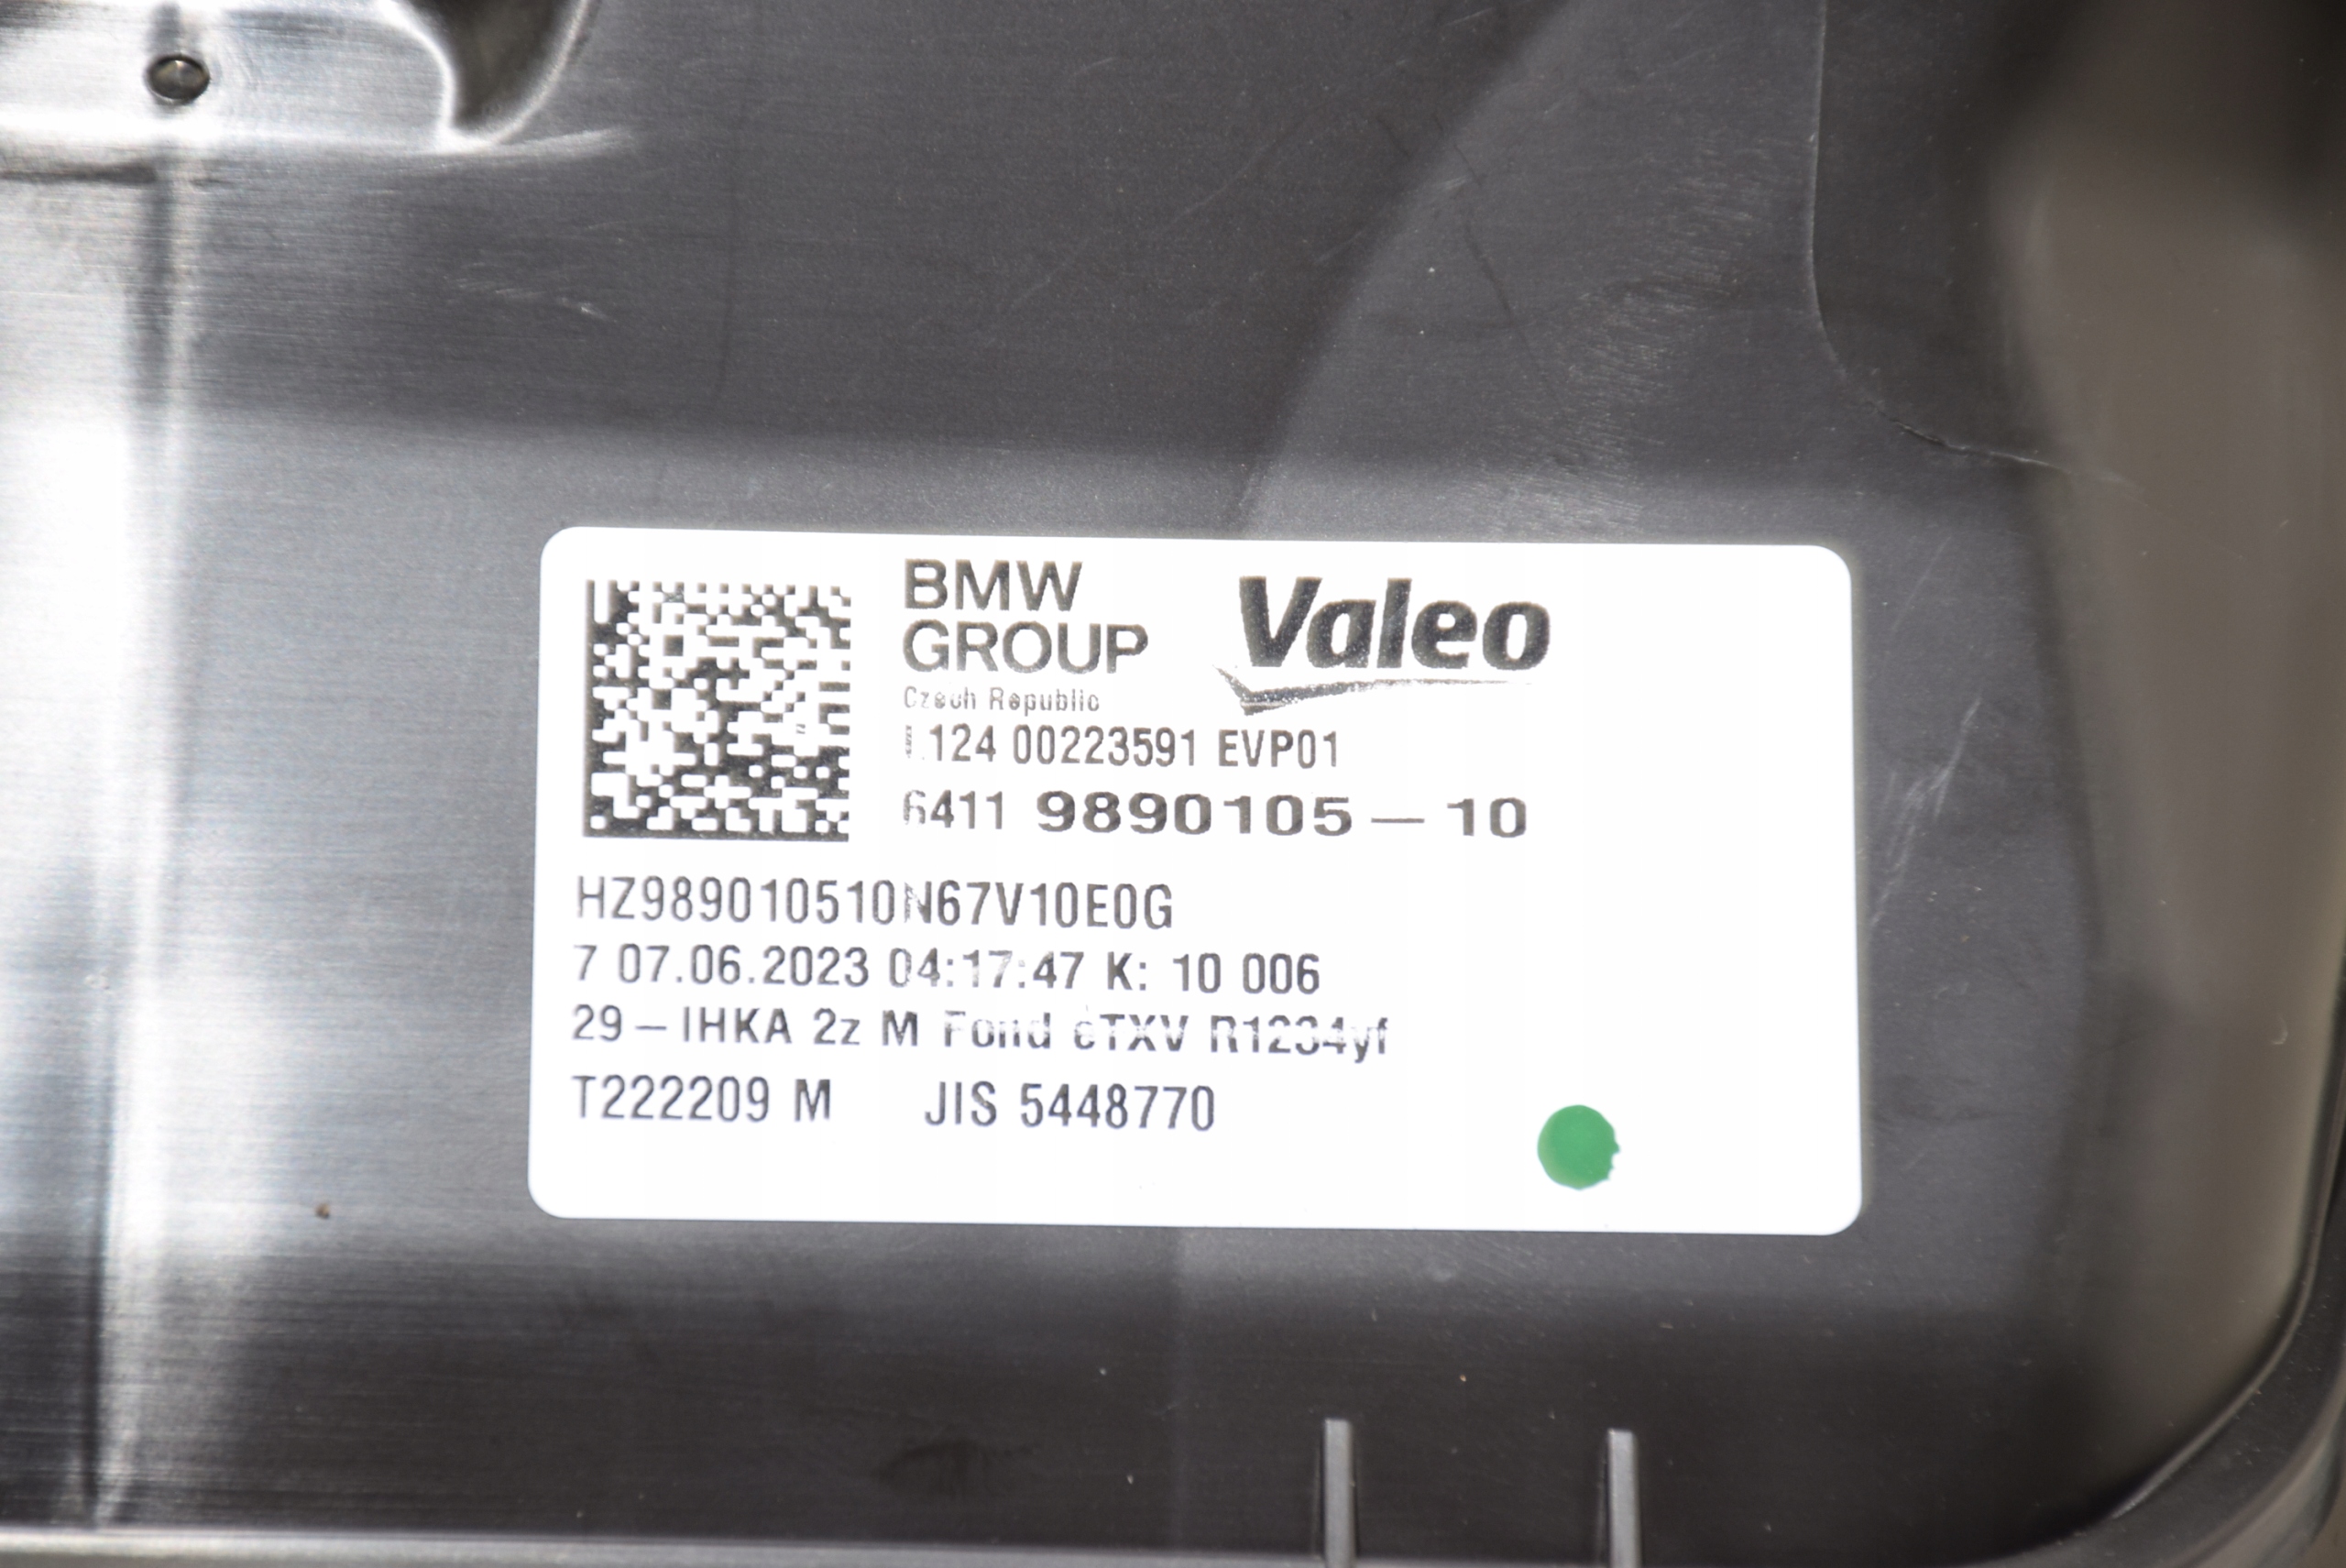 BMW
GROUP
Valeo
Czech Republic
124 00223591 EVP01
6411 9890105 — 10
HZ989010510N67V10E0G
7 07.06.2023 04:17:47 K: 10 006
29 – IHKA 2z M Fond eTXV R1234yf
T222209 M JIS 5448770